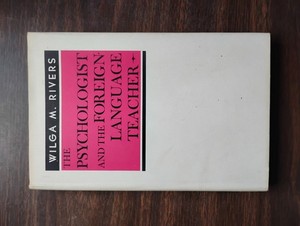 WILGA M. RIVERS
THE
PSYCHOLOGIST
AND THE FOREIGN-
LANGUAGE
TEACHER